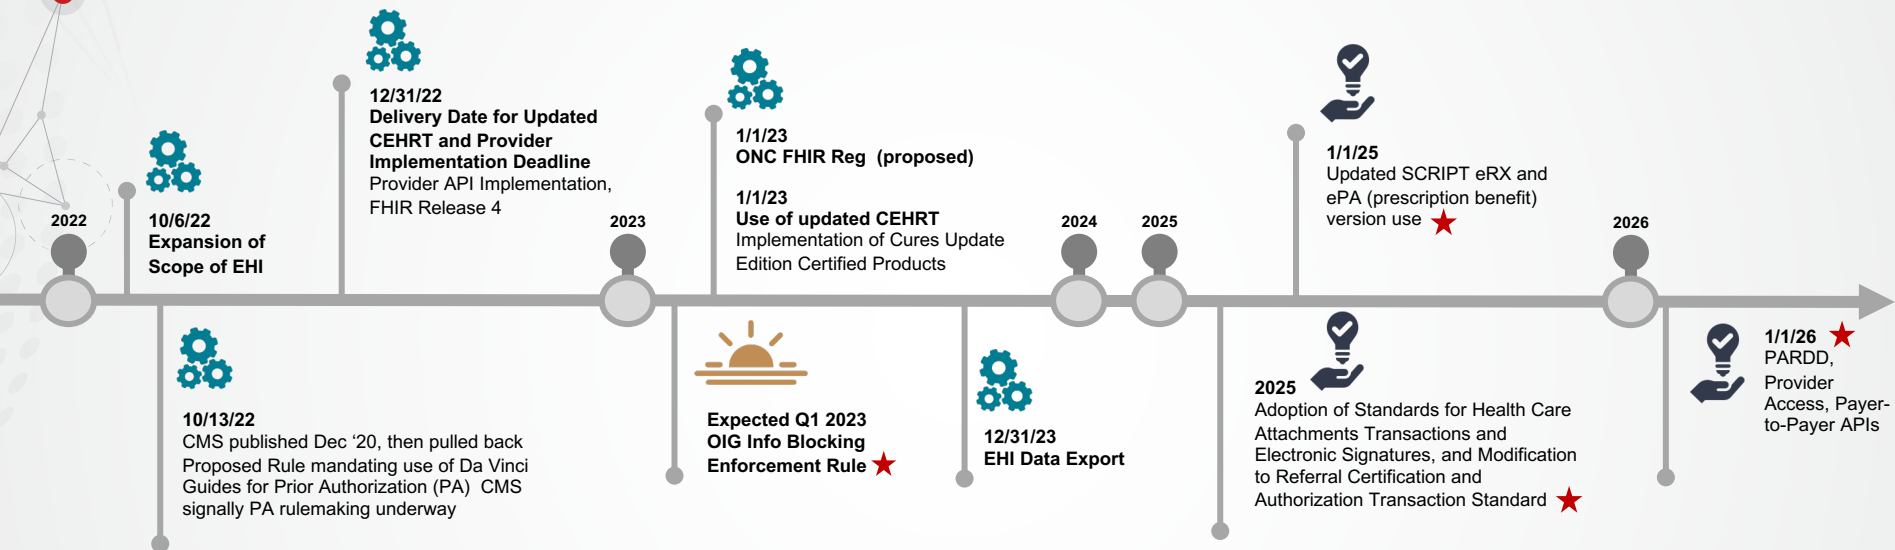 2022
10/6/22
Expansion of
Scope of EHI
10/13/22
CMS published Dec ‘20, then pulled back
Proposed Rule mandating use of Da Vinci
Guides for Prior Authorization (PA)  CMS
signally PA rulemaking underway
12/31/22
Delivery Date for Updated
CEHRT and Provider
Implementation Deadline
Provider API Implementation,
FHIR Release 4
2023
Expected Q1 2023
OIG Info Blocking
Enforcement Rule
1/1/23
ONC FHIR Reg  (proposed)
1/1/23
Use of updated CEHRT
Implementation of Cures Update
Edition Certified Products
12/31/23
EHI Data Export
2024
2025
2025
Adoption of Standards for Health Care
Attachments Transactions and
Electronic Signatures, and Modification
to Referral Certification and
Authorization Transaction Standard
1/1/25
Updated SCRIPT eRX and
ePA (prescription benefit)
version use
2026
1/1/26
PARDD,
Provider
Access, Payer-
to-Payer APIs